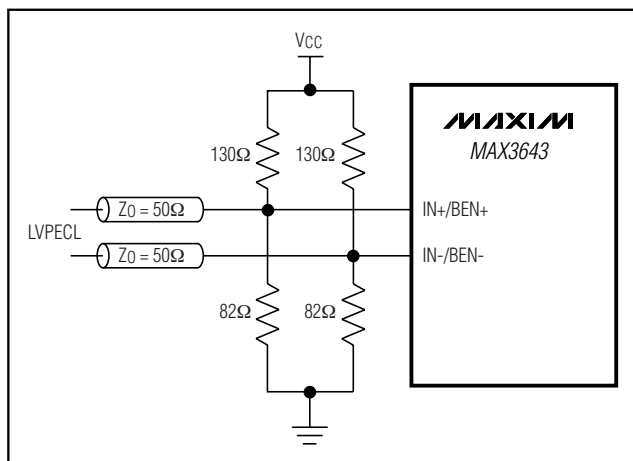 VCC
130Ω 130Ω
MAXIM
MAX3643
Z0 = 50Ω
IN+/BEN+
LVPECL
Z0 = 50Ω
IN-/BEN-
82Ω 82Ω